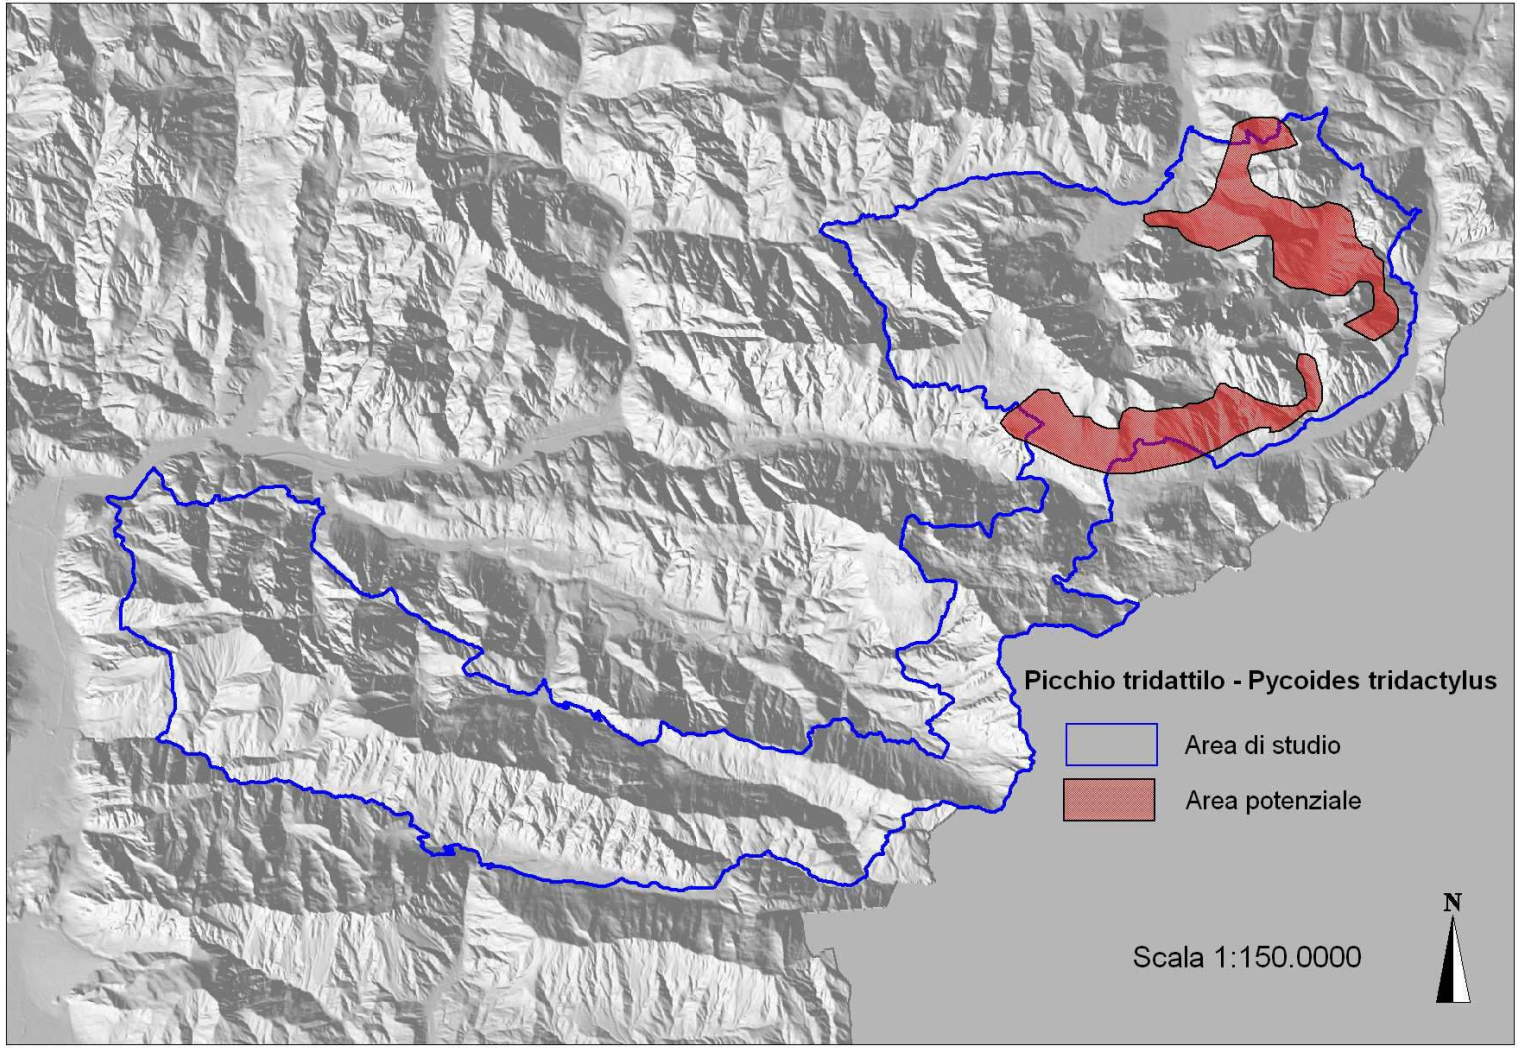 Picchio tridattilo - Pycoides tridactylus
Area di studio
Area potenziale
N
Scala 1:150.0000